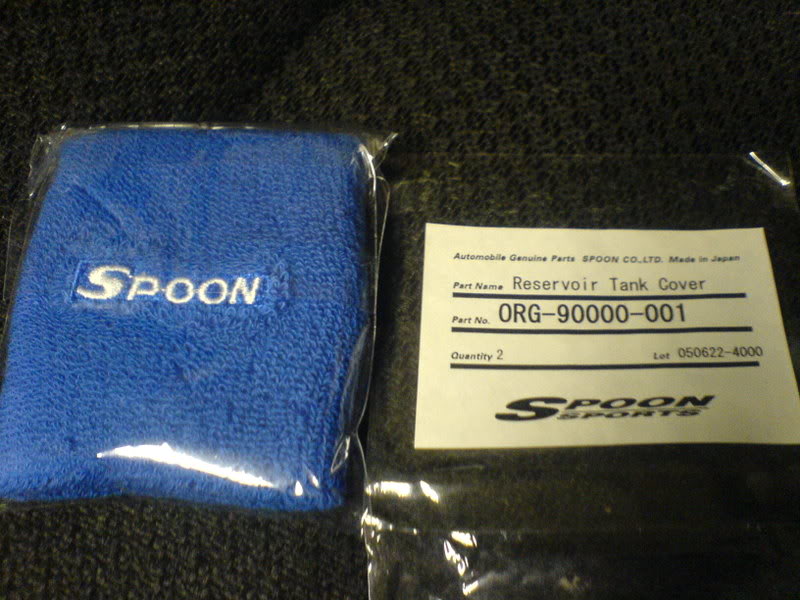 SPOON
Automobile Genuine Parts SPOON CO.,LTD. Made in Japan
Part Name Reservoir Tank Cover
Part No. ORG-90000-001
Quantity 2 Lot 050622-4000
SPOON
SPORTS